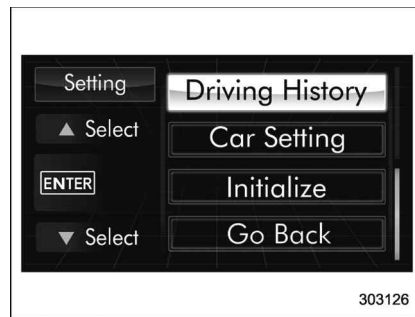 Setting
▲ Select
ENTER
▼ Select
Driving History
Car Setting
Initialize
Go Back
303126